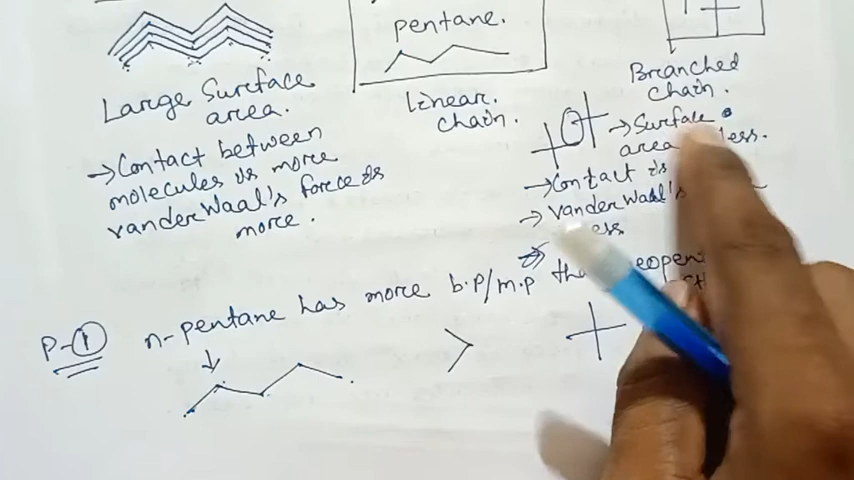 pentane.
Large Surface
area.
→Contact between
molecules is more
vanderWaal's force is
more.
linear
chain.
Branched
chain.
→Surface
area less.
→Contact is
→vanderWaal's
P-1
n-pentane has more b.p/m.p
>